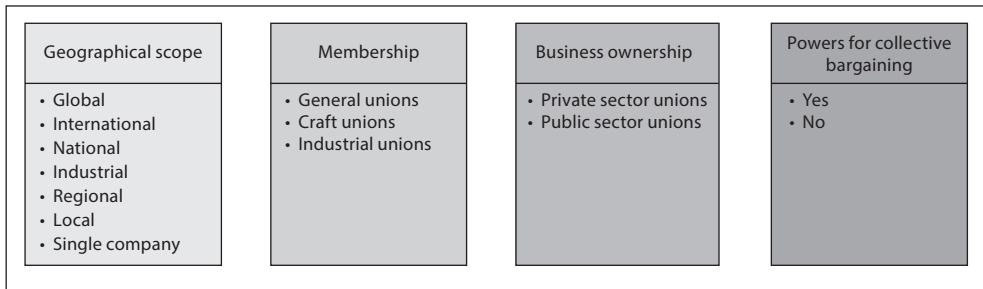 Geographical scope
• Global
• International
• National
• Industrial
• Regional
• Local
• Single company
Membership
• General unions
• Craft unions
• Industrial unions
Business ownership
• Private sector unions
• Public sector unions
Powers for collective
bargaining
• Yes
• No